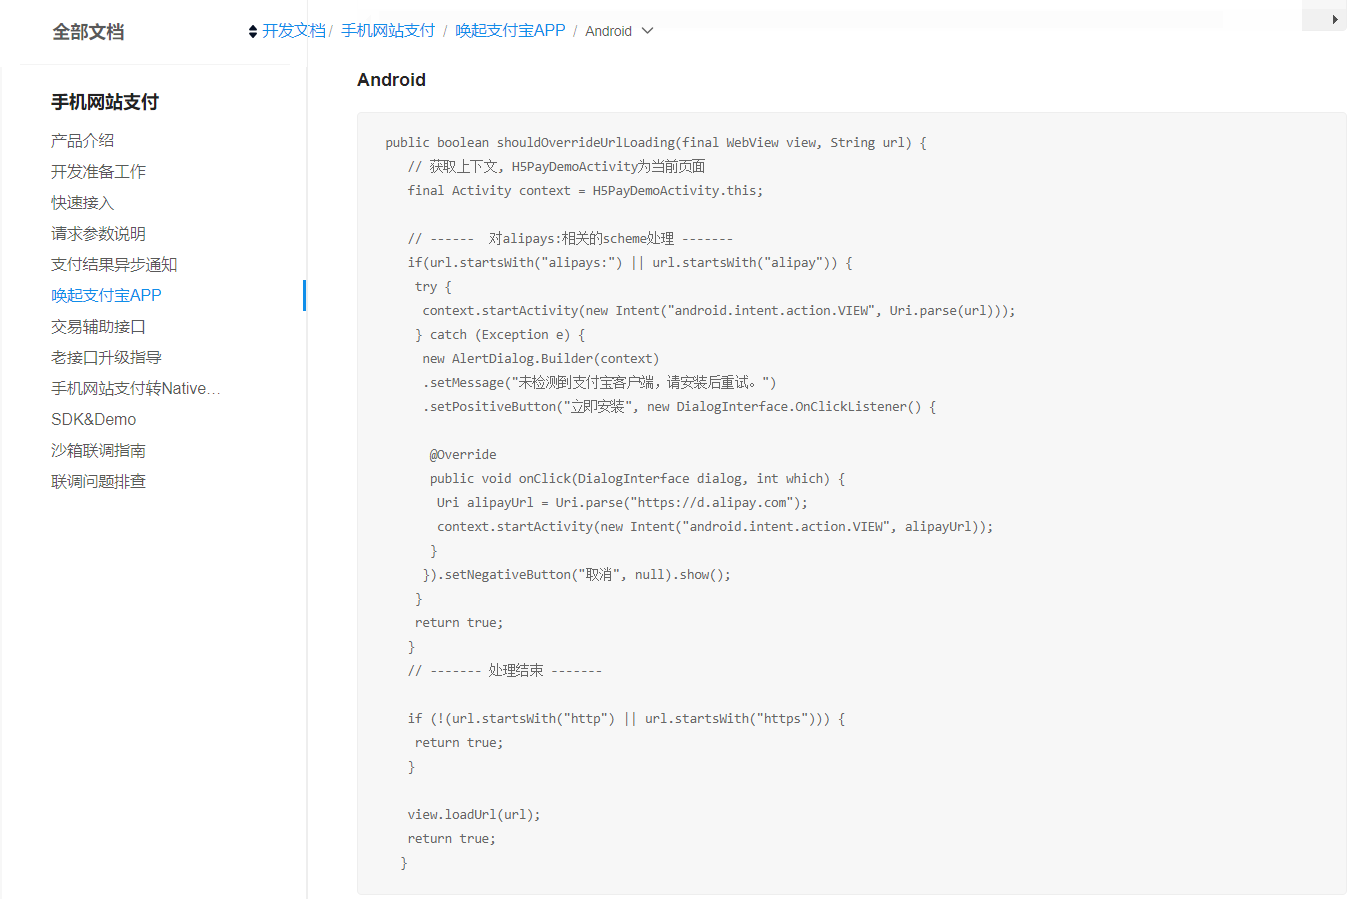 全部文档
开发文档 / 手机网站支付 / 唤起支付宝APP / Android
手机网站支付
产品介绍
开发准备工作
快速接入
请求参数说明
支付结果异步通知
唤起支付宝APP
交易辅助接口
老接口升级指导
手机网站支付转Native...
SDK&Demo
沙箱联调指南
联调问题排查
Android
public boolean shouldOverrideUrlLoading(final WebView view, String url) {
// 获取上下文, H5PayDemoActivity为当前页面
final Activity context = H5PayDemoActivity.this;
// ------  对alipays:相关的scheme处理 -------
if(url.startsWith("alipays:") || url.startsWith("alipay")) {
try {
context.startActivity(new Intent("android.intent.action.VIEW", Uri.parse(url)));
} catch (Exception e) {
new AlertDialog.Builder(context)
.setMessage("未检测到支付宝客户端，请安装后重试。")
.setPositiveButton("立即安装", new DialogInterface.OnClickListener() {
@Override
public void onClick(DialogInterface dialog, int which) {
Uri alipayUrl = Uri.parse("https://d.alipay.com");
context.startActivity(new Intent("android.intent.action.VIEW", alipayUrl));
}
}).setNegativeButton("取消", null).show();
}
return true;
}
// ------- 处理结束 -------
if (!(url.startsWith("http") || url.startsWith("https"))) {
return true;
}
view.loadUrl(url);
return true;
}